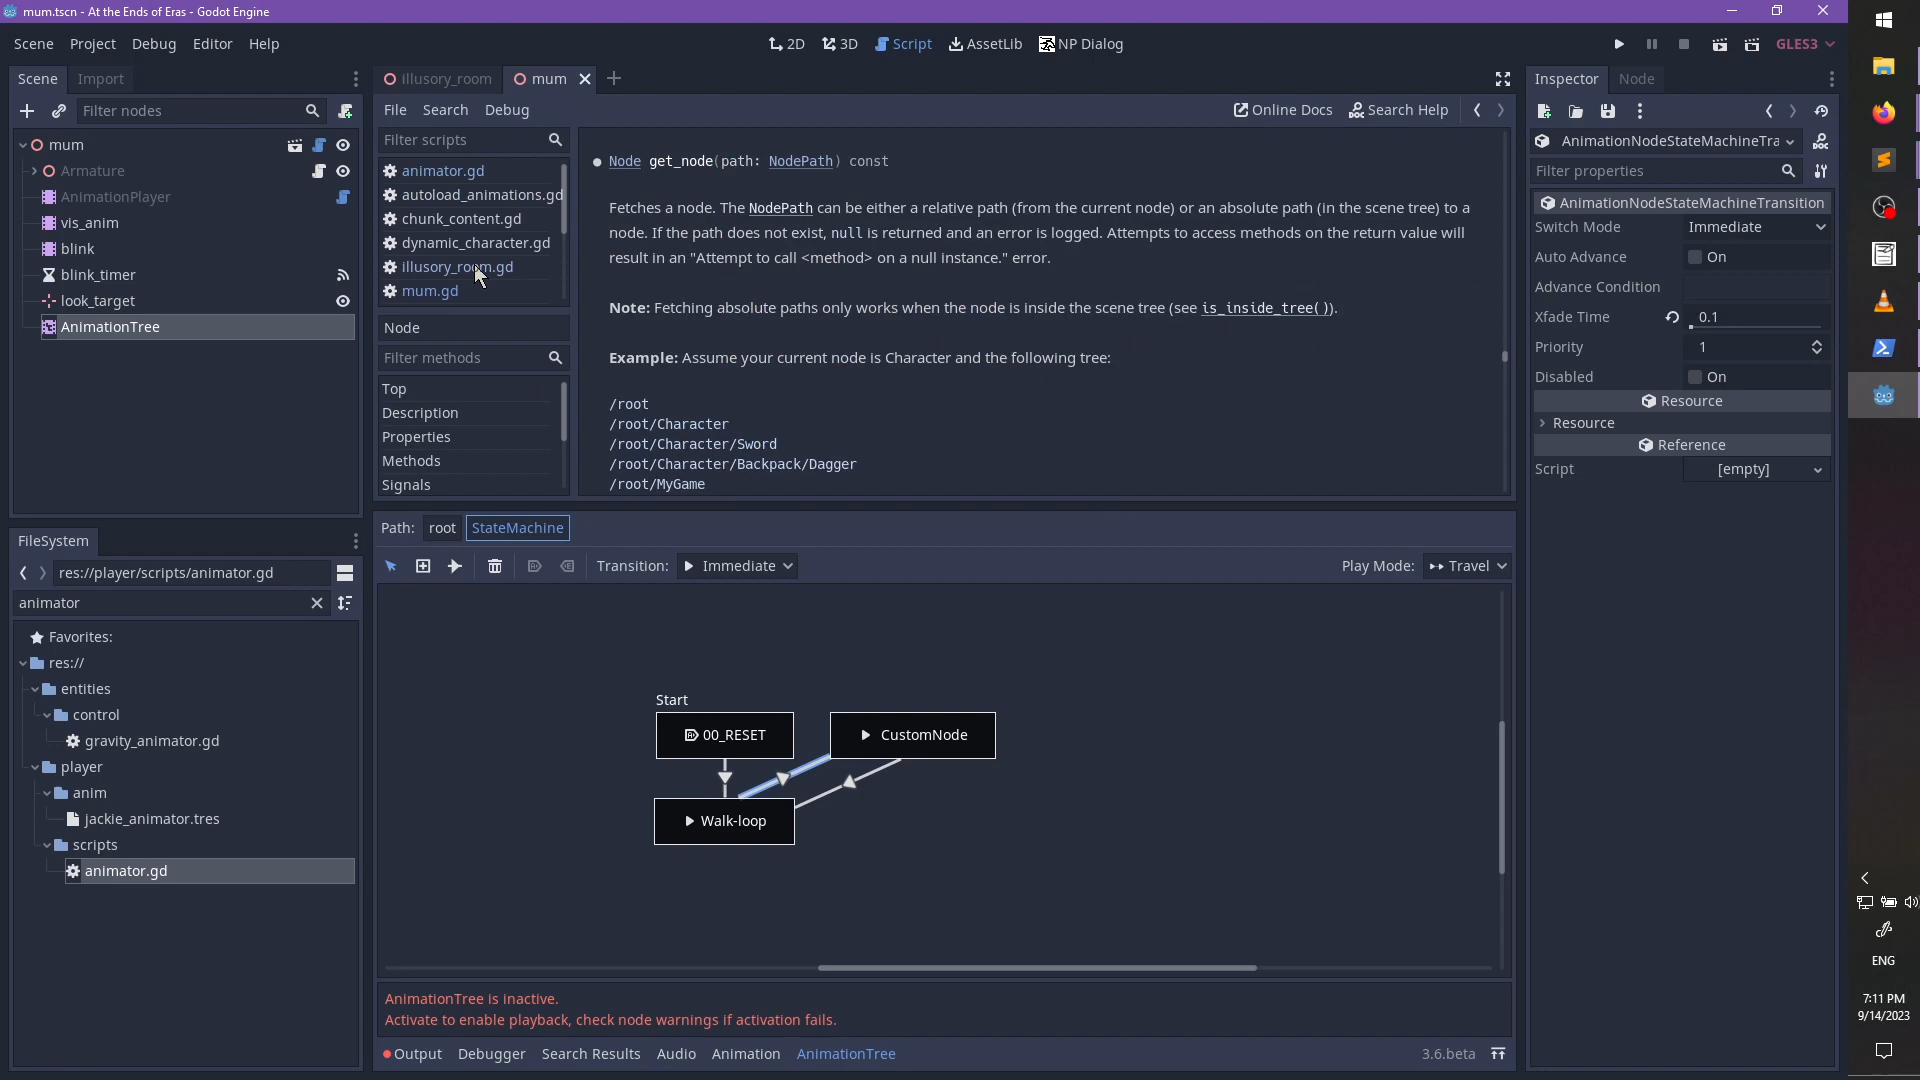 mum.tscn - At the Ends of Eras - Godot Engine
Scene Project Debug Editor Help
2D 3D Script AssetLib NP Dialog
GLES3
Scene Import
illusory_room mum
Inspector Node
Filter nodes
File Search Debug
Online Docs Search Help
Filter scripts
AnimationNodeStateMachineTra
Filter properties
mum
Armature
AnimationPlayer
vis_anim
blink
blink_timer
look_target
AnimationTree
animator.gd
autoload_animations.gd
chunk_content.gd
dynamic_character.gd
illusory_room.gd
mum.gd
Node
Filter methods
Top
Description
Properties
Methods
Signals
Node get_node(path: NodePath) const
Fetches a node. The NodePath can be either a relative path (from the current node) or an absolute path (in the scene tree) to a
node. If the path does not exist, null is returned and an error is logged. Attempts to access methods on the return value will
result in an "Attempt to call <method> on a null instance." error.
Note: Fetching absolute paths only works when the node is inside the scene tree (see is_inside_tree()).
Example: Assume your current node is Character and the following tree:
/root
/root/Character
/root/Character/Sword
/root/Character/Backpack/Dagger
/root/MyGame
AnimationNodeStateMachineTransition
Switch Mode Immediate
Auto Advance On
Advance Condition
Xfade Time 0.1
Priority 1
Disabled On
Resource
Resource
Reference
Script [empty]
FileSystem
res://player/scripts/animator.gd
animator
Favorites:
res://
entities
control
gravity_animator.gd
player
anim
jackie_animator.tres
scripts
animator.gd
Path: root StateMachine
Transition: Immediate
Play Mode: Travel
Start
00_RESET
CustomNode
Walk-loop
AnimationTree is inactive.
Activate to enable playback, check node warnings if activation fails.
Output Debugger Search Results Audio Animation AnimationTree
3.6.beta
ENG
7:11 PM
9/14/2023